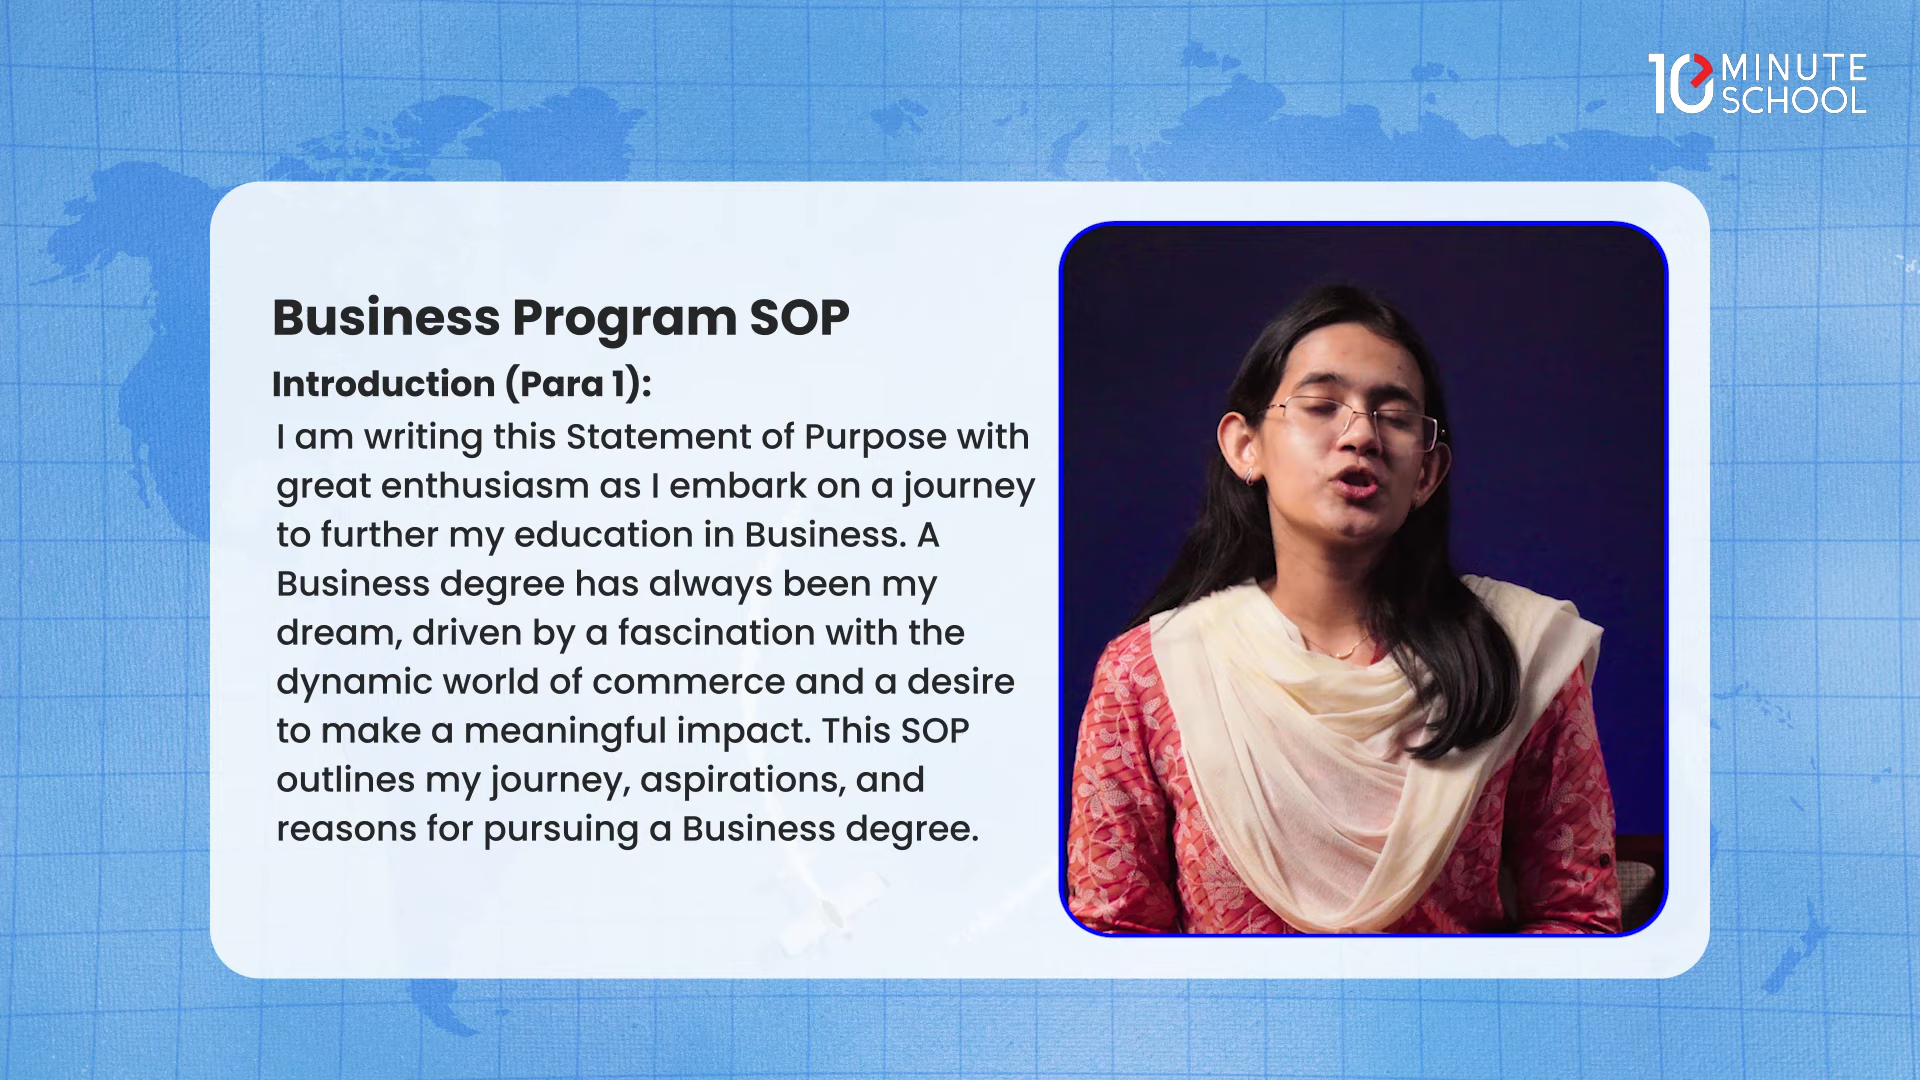 10 MINUTE
SCHOOL
Business Program SOP
Introduction (Para 1):
I am writing this Statement of Purpose with
great enthusiasm as I embark on a journey
to further my education in Business. A
Business degree has always been my
dream, driven by a fascination with the
dynamic world of commerce and a desire
to make a meaningful impact. This SOP
outlines my journey, aspirations, and
reasons for pursuing a Business degree.